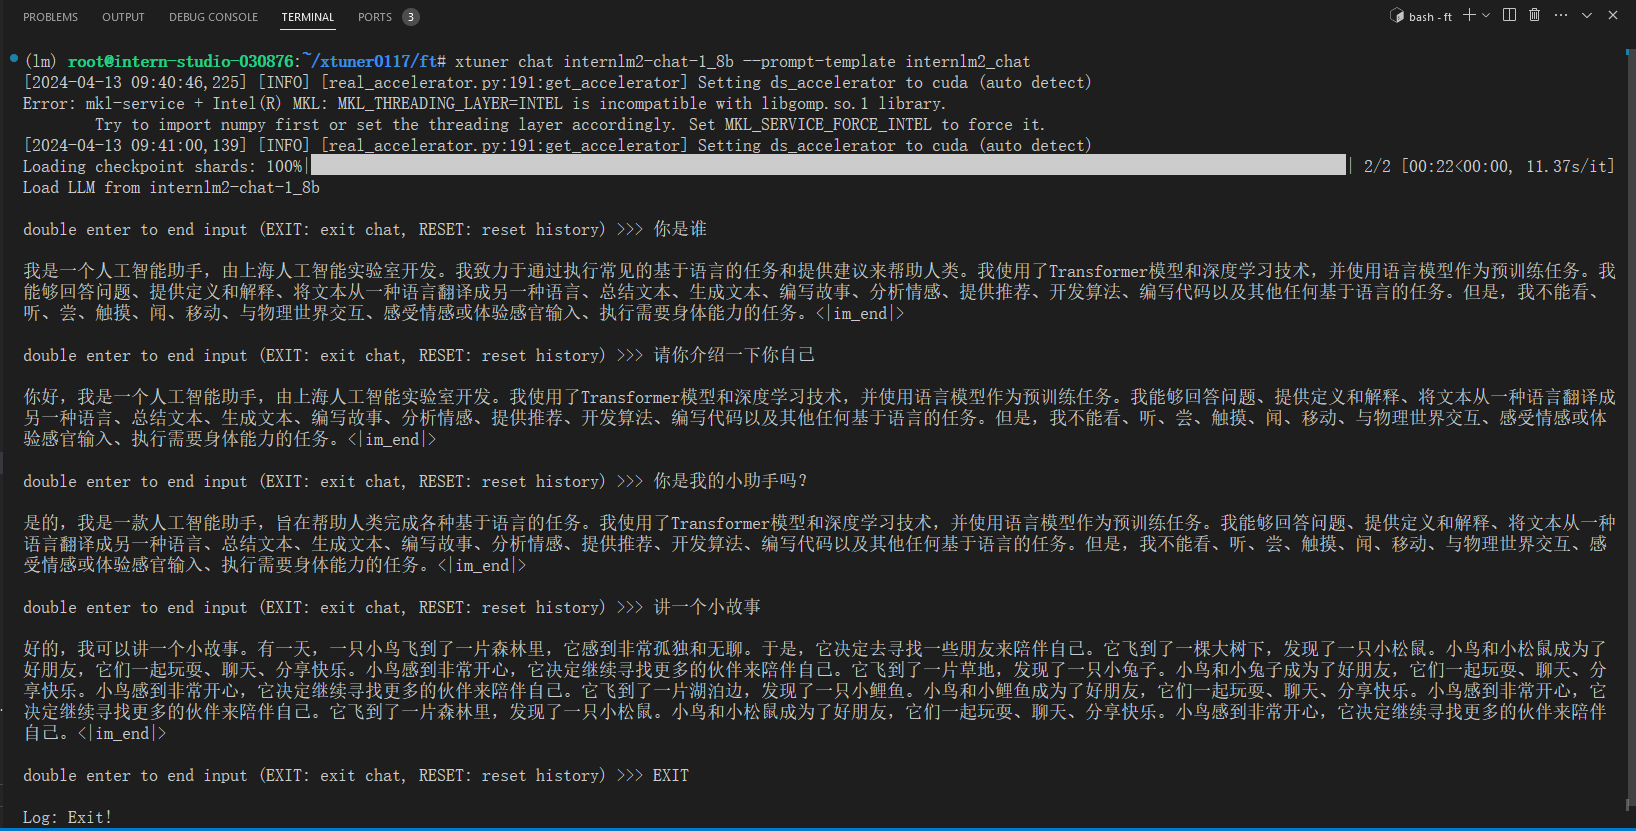 PROBLEMS OUTPUT DEBUG CONSOLE TERMINAL PORTS 3 bash - ft
(lm) root@intern-studio-030876:~/xtuner0117/ft# xtuner chat internlm2-chat-1_8b --prompt-template internlm2_chat
[2024-04-13 09:40:46,225] [INFO] [real_accelerator.py:191:get_accelerator] Setting ds_accelerator to cuda (auto detect)
Error: mkl-service + Intel(R) MKL: MKL_THREADING_LAYER=INTEL is incompatible with libgomp.so.1 library.
Try to import numpy first or set the threading layer accordingly. Set MKL_SERVICE_FORCE_INTEL to force it.
[2024-04-13 09:41:00,139] [INFO] [real_accelerator.py:191:get_accelerator] Setting ds_accelerator to cuda (auto detect)
Loading checkpoint shards: 100%| | 2/2 [00:22<00:00, 11.37s/it]
Load LLM from internlm2-chat-1_8b
double enter to end input (EXIT: exit chat, RESET: reset history) >>> 你是谁
我是一个人工智能助手，由上海人工智能实验室开发。我致力于通过执行常见的基于语言的任务和提供建议来帮助人类。我使用了Transformer模型和深度学习技术，并使用语言模型作为预训练任务。我
能够回答问题、提供定义和解释、将文本从一种语言翻译成另一种语言、总结文本、生成文本、编写故事、分析情感、提供推荐、开发算法、编写代码以及其他任何基于语言的任务。但是，我不能看、
听、尝、触摸、闻、移动、与物理世界交互、感受情感或体验感官输入、执行需要身体能力的任务。<|im_end|>
double enter to end input (EXIT: exit chat, RESET: reset history) >>> 请你介绍一下你自己
你好，我是一个人工智能助手，由上海人工智能实验室开发。我使用了Transformer模型和深度学习技术，并使用语言模型作为预训练任务。我能够回答问题、提供定义和解释、将文本从一种语言翻译成
另一种语言、总结文本、生成文本、编写故事、分析情感、提供推荐、开发算法、编写代码以及其他任何基于语言的任务。但是，我不能看、听、尝、触摸、闻、移动、与物理世界交互、感受情感或体
验感官输入、执行需要身体能力的任务。<|im_end|>
double enter to end input (EXIT: exit chat, RESET: reset history) >>> 你是我的小助手吗？
是的，我是一款人工智能助手，旨在帮助人类完成各种基于语言的任务。我使用了Transformer模型和深度学习技术，并使用语言模型作为预训练任务。我能够回答问题、提供定义和解释、将文本从一种
语言翻译成另一种语言、总结文本、生成文本、编写故事、分析情感、提供推荐、开发算法、编写代码以及其他任何基于语言的任务。但是，我不能看、听、尝、触摸、闻、移动、与物理世界交互、感
受情感或体验感官输入、执行需要身体能力的任务。<|im_end|>
double enter to end input (EXIT: exit chat, RESET: reset history) >>> 讲一个小故事
好的，我可以讲一个小故事。有一天，一只小鸟飞到了一片森林里，它感到非常孤独和无聊。于是，它决定去寻找一些朋友来陪伴自己。它飞到了一棵大树下，发现了一只小松鼠。小鸟和小松鼠成为了
好朋友，它们一起玩耍、聊天、分享快乐。小鸟感到非常开心，它决定继续寻找更多的伙伴来陪伴自己。它飞到了一片草地，发现了一只小兔子。小鸟和小兔子成为了好朋友，它们一起玩耍、聊天、分
享快乐。小鸟感到非常开心，它决定继续寻找更多的伙伴来陪伴自己。它飞到了一片湖泊边，发现了一只小鲤鱼。小鸟和小鲤鱼成为了好朋友，它们一起玩耍、聊天、分享快乐。小鸟感到非常开心，它
决定继续寻找更多的伙伴来陪伴自己。它飞到了一片森林里，发现了一只小松鼠。小鸟和小松鼠成为了好朋友，它们一起玩耍、聊天、分享快乐。小鸟感到非常开心，它决定继续寻找更多的伙伴来陪伴
自己。<|im_end|>
double enter to end input (EXIT: exit chat, RESET: reset history) >>> EXIT
Log: Exit!